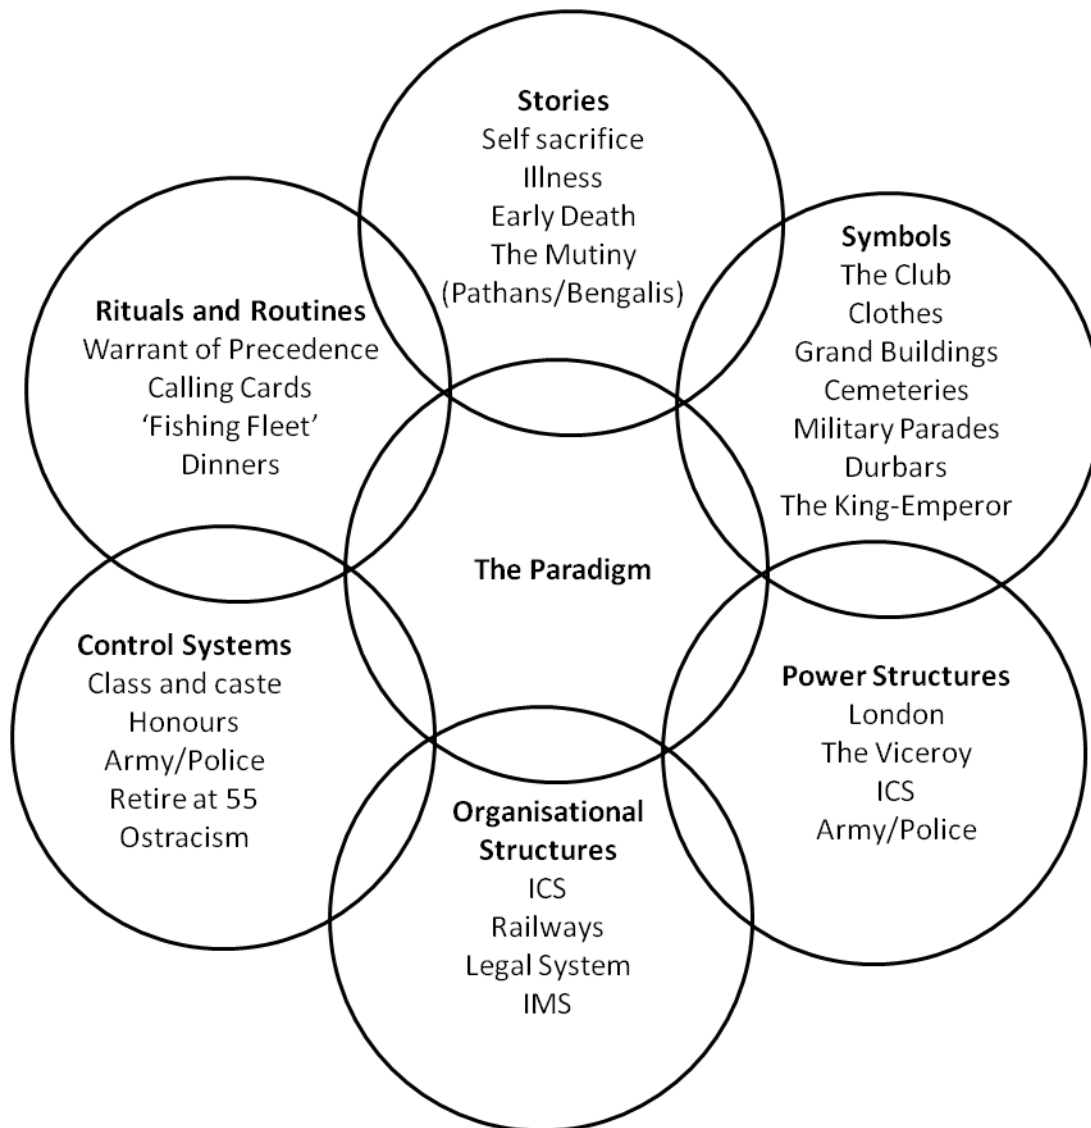 Stories
Self sacrifice
Illness
Early Death
The Mutiny
(Pathans/Bengalis)
Symbols
The Club
Clothes
Grand Buildings
Cemeteries
Military Parades
Durbars
The King-Emperor
Rituals and Routines
Warrant of Precedence
Calling Cards
‘Fishing Fleet’
Dinners
The Paradigm
Control Systems
Class and caste
Honours
Army/Police
Retire at 55
Ostracism
Power Structures
London
The Viceroy
ICS
Army/Police
Organisational
Structures
ICS
Railways
Legal System
IMS